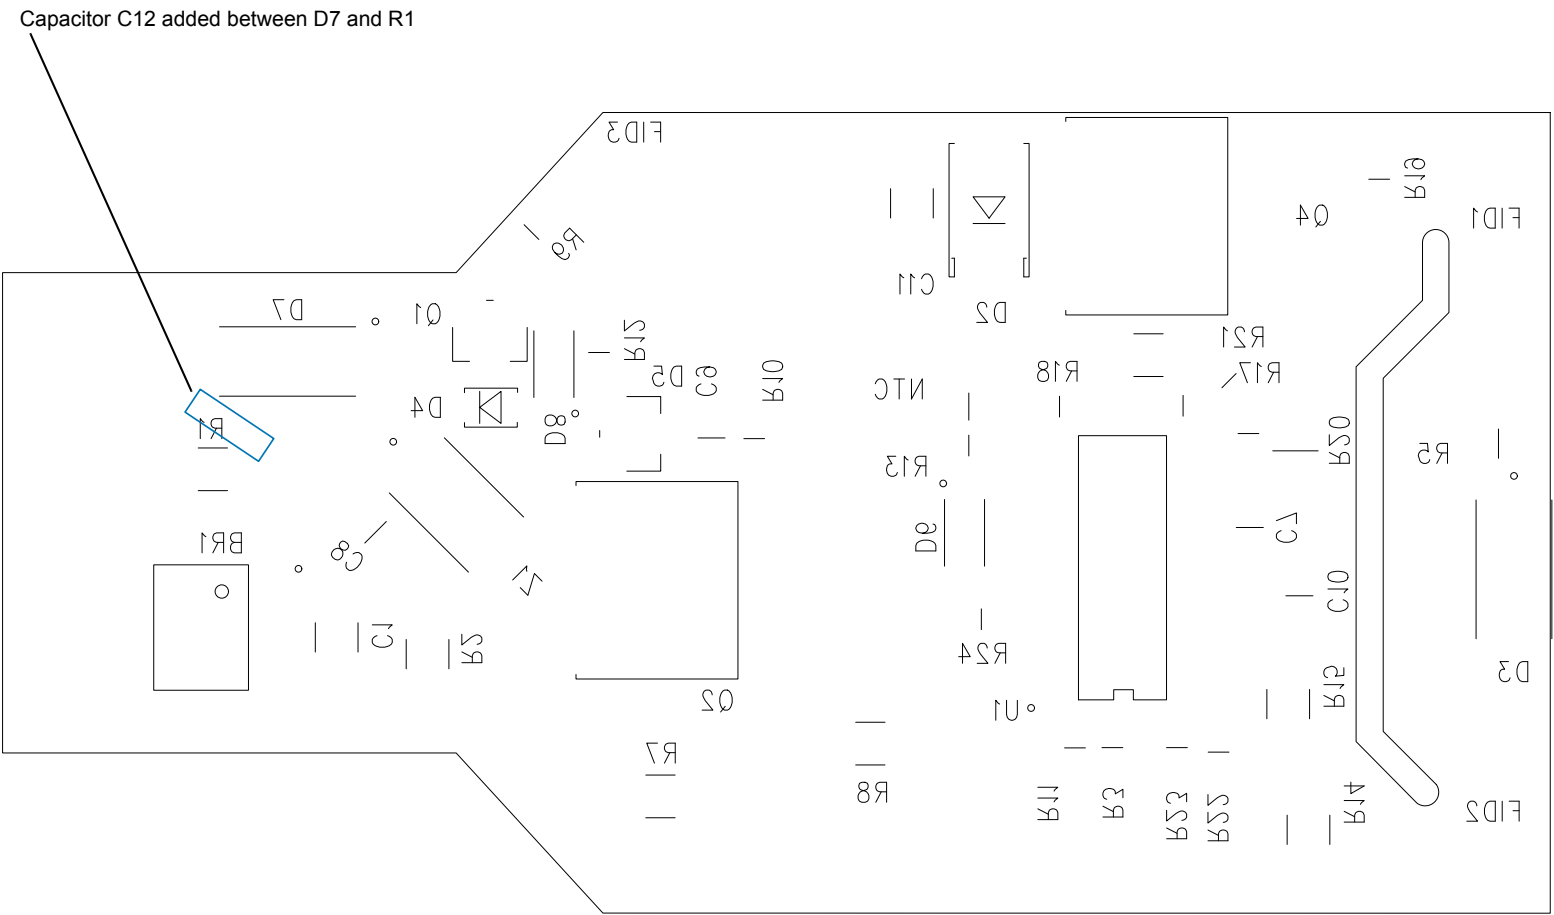 Capacitor C12 added between D7 and R1
FID3
R19
Q4
FID1
R9
C11
D2
D7
Q1
R12
D5
C9
R10
R21
R18
R17
NTC
D4
D8
R1
R13
R20
R5
BR1
C8
Z1
D6
C7
C10
C1
R2
R24
D3
Q2
U1
R15
R7
R8
R11
R3
R23
R22
R14
FID2